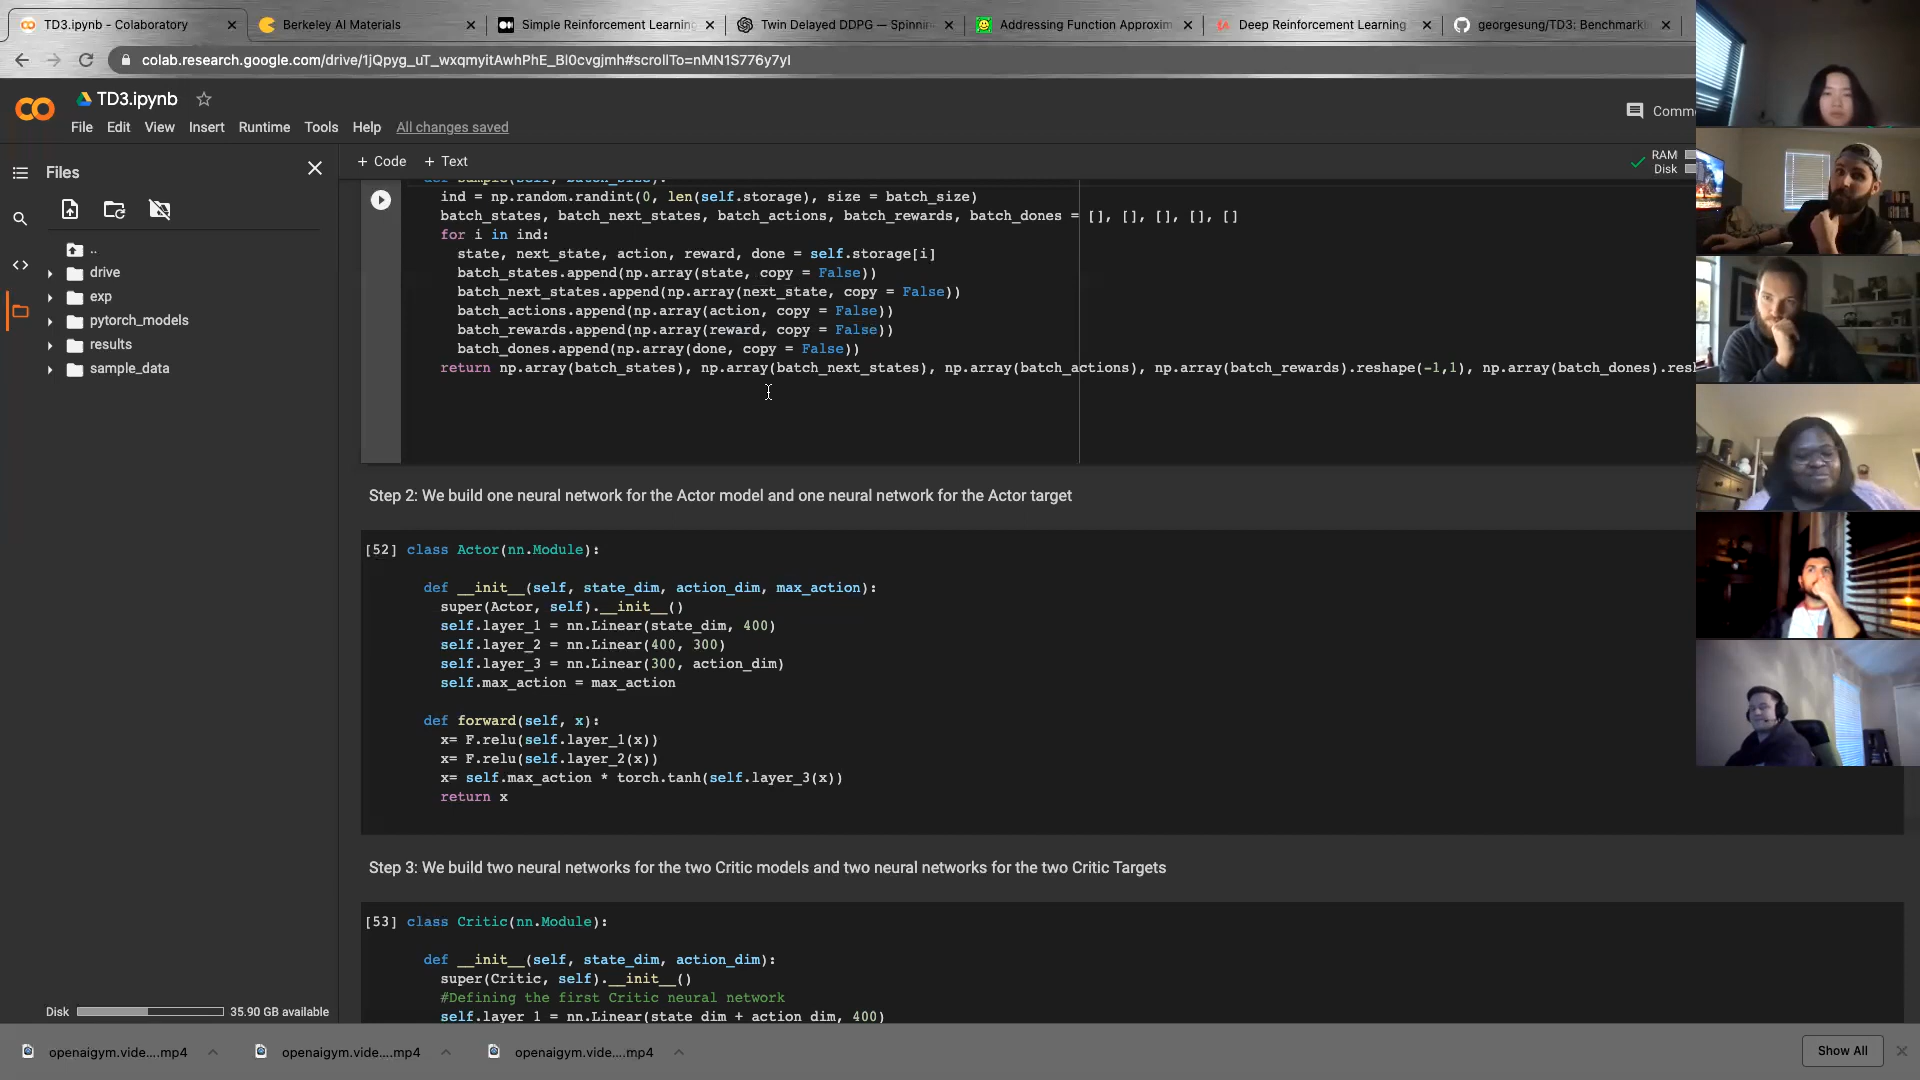 TD3.ipynb - Colaboratory
Berkeley AI Materials
Simple Reinforcement Learning
Twin Delayed DDPG — Spinnin
Addressing Function Approxim
Deep Reinforcement Learning
georgesung/TD3: Benchmarki
colab.research.google.com/drive/1jQpyg_uT_wxqmyitAwhPhE_Bl0cvgjmh#scrollTo=nMN1S776y7yI
TD3.ipynb
File Edit View Insert Runtime Tools Help All changes saved
Comm
Files
+ Code + Text
RAM
Disk
..
drive
exp
pytorch_models
results
sample_data
def sample(self, batch_size):
ind = np.random.randint(0, len(self.storage), size = batch_size)
batch_states, batch_next_states, batch_actions, batch_rewards, batch_dones = [], [], [], [], []
for i in ind:
state, next_state, action, reward, done = self.storage[i]
batch_states.append(np.array(state, copy = False))
batch_next_states.append(np.array(next_state, copy = False))
batch_actions.append(np.array(action, copy = False))
batch_rewards.append(np.array(reward, copy = False))
batch_dones.append(np.array(done, copy = False))
return np.array(batch_states), np.array(batch_next_states), np.array(batch_actions), np.array(batch_rewards).reshape(-1,1), np.array(batch_dones).resh
Step 2: We build one neural network for the Actor model and one neural network for the Actor target
[52] class Actor(nn.Module):
def __init__(self, state_dim, action_dim, max_action):
super(Actor, self).__init__()
self.layer_1 = nn.Linear(state_dim, 400)
self.layer_2 = nn.Linear(400, 300)
self.layer_3 = nn.Linear(300, action_dim)
self.max_action = max_action
def forward(self, x):
x= F.relu(self.layer_1(x))
x= F.relu(self.layer_2(x))
x= self.max_action * torch.tanh(self.layer_3(x))
return x
Step 3: We build two neural networks for the two Critic models and two neural networks for the two Critic Targets
[53] class Critic(nn.Module):
def __init__(self, state_dim, action_dim):
super(Critic, self).__init__()
#Defining the first Critic neural network
self.layer_1 = nn.Linear(state_dim + action_dim, 400)
Disk 35.90 GB available
openaigym.vide....mp4
openaigym.vide....mp4
openaigym.vide....mp4
Show All